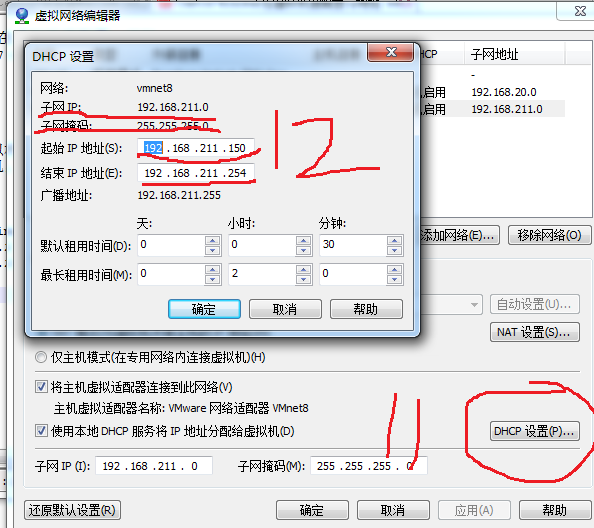 虚拟网络编辑器
DHCP 设置
网络: vmnet8
子网 IP: 192.168.211.0
子网掩码: 255.255.255.0
起始 IP 地址(S): 192 .168 .211 .150
结束 IP 地址(E): 192 .168 .211 .254
广播地址: 192.168.211.255
天: 小时: 分钟:
默认租用时间(D): 0 0 30
最长租用时间(M): 0 2 0
确定 取消 帮助
12
HCP 子网地址
-
启用 192.168.20.0
启用 192.168.211.0
添加网络(E)... 移除网络(O)
自动设置(U)...
NAT 设置(S)...
仅主机模式(在专用网络内连接虚拟机)(H)
将主机虚拟适配器连接到此网络(V)
主机虚拟适配器名称: VMware 网络适配器 VMnet8
使用本地 DHCP 服务将 IP 地址分配给虚拟机(D)
DHCP 设置(P)...
11
子网 IP (I): 192 .168 .211 . 0 子网掩码(M): 255 .255 .255 . 0
还原默认设置(R) 确定 取消 应用(A) 帮助